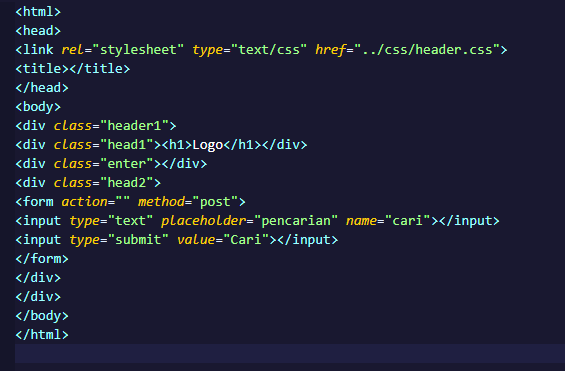 <html>
<head>
<link rel="stylesheet" type="text/css" href="../css/header.css">
<title></title>
</head>
<body>
<div class="header1">
<div class="head1"><h1>Logo</h1></div>
<div class="enter"></div>
<div class="head2">
<form action="" method="post">
<input type="text" placeholder="pencarian" name="cari"></input>
<input type="submit" value="Cari"></input>
</form>
</div>
</div>
</body>
</html>